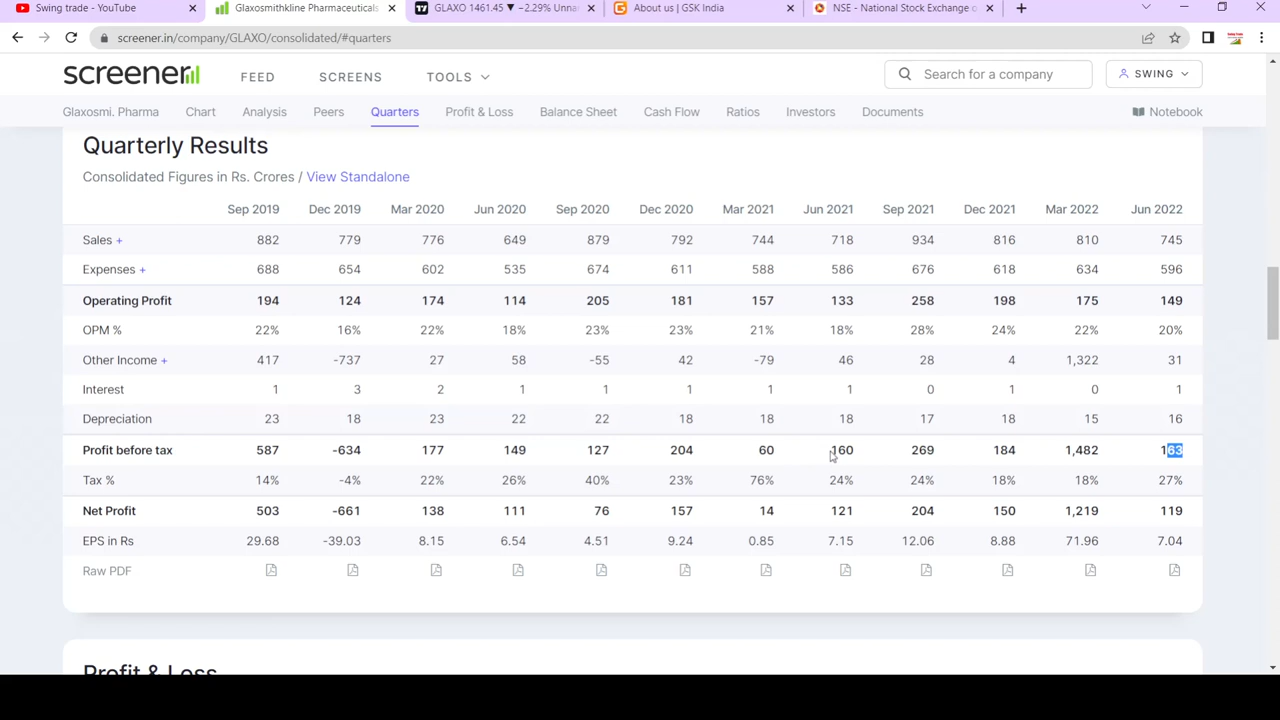 Swing trade - YouTube
Glaxosmithkline Pharmaceuticals
GLAXO 1461.45 ▼ −2.29% Unna
About us | GSK India
NSE - National Stock Exchange o
screener.in/company/GLAXO/consolidated/#quarters
screener FEED SCREENS TOOLS Search for a company SWING
Glaxosmi. Pharma Chart Analysis Peers Quarters Profit & Loss Balance Sheet Cash Flow Ratios Investors Documents Notebook
Quarterly Results
Consolidated Figures in Rs. Crores / View Standalone
Sep 2019 Dec 2019 Mar 2020 Jun 2020 Sep 2020 Dec 2020 Mar 2021 Jun 2021 Sep 2021 Dec 2021 Mar 2022 Jun 2022
Sales + 882 779 776 649 879 792 744 718 934 816 810 745
Expenses + 688 654 602 535 674 611 588 586 676 618 634 596
Operating Profit 194 124 174 114 205 181 157 133 258 198 175 149
OPM % 22% 16% 22% 18% 23% 23% 21% 18% 28% 24% 22% 20%
Other Income + 417 -737 27 58 -55 42 -79 46 28 4 1,322 31
Interest 1 3 2 1 1 1 1 1 0 1 0 1
Depreciation 23 18 23 22 22 18 18 18 17 18 15 16
Profit before tax 587 -634 177 149 127 204 60 160 269 184 1,482 163
Tax % 14% -4% 22% 26% 40% 23% 76% 24% 24% 18% 18% 27%
Net Profit 503 -661 138 111 76 157 14 121 204 150 1,219 119
EPS in Rs 29.68 -39.03 8.15 6.54 4.51 9.24 0.85 7.15 12.06 8.88 71.96 7.04
Raw PDF
Profit & Loss